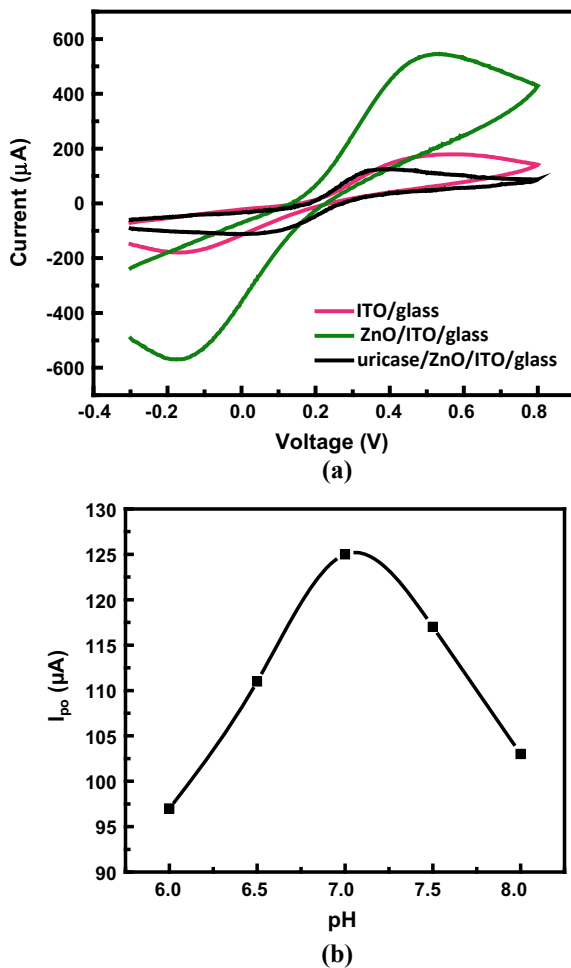 600
400
200
0
-200
-400
-600
Current (μA)
ITO/glass
ZnO/ITO/glass
uricase/ZnO/ITO/glass
-0.4 -0.2 0.0 0.2 0.4 0.6 0.8
Voltage (V)
(a)
130
125
120
115
110
105
100
95
90
I_po (μA)
6.0 6.5 7.0 7.5 8.0
pH
(b)